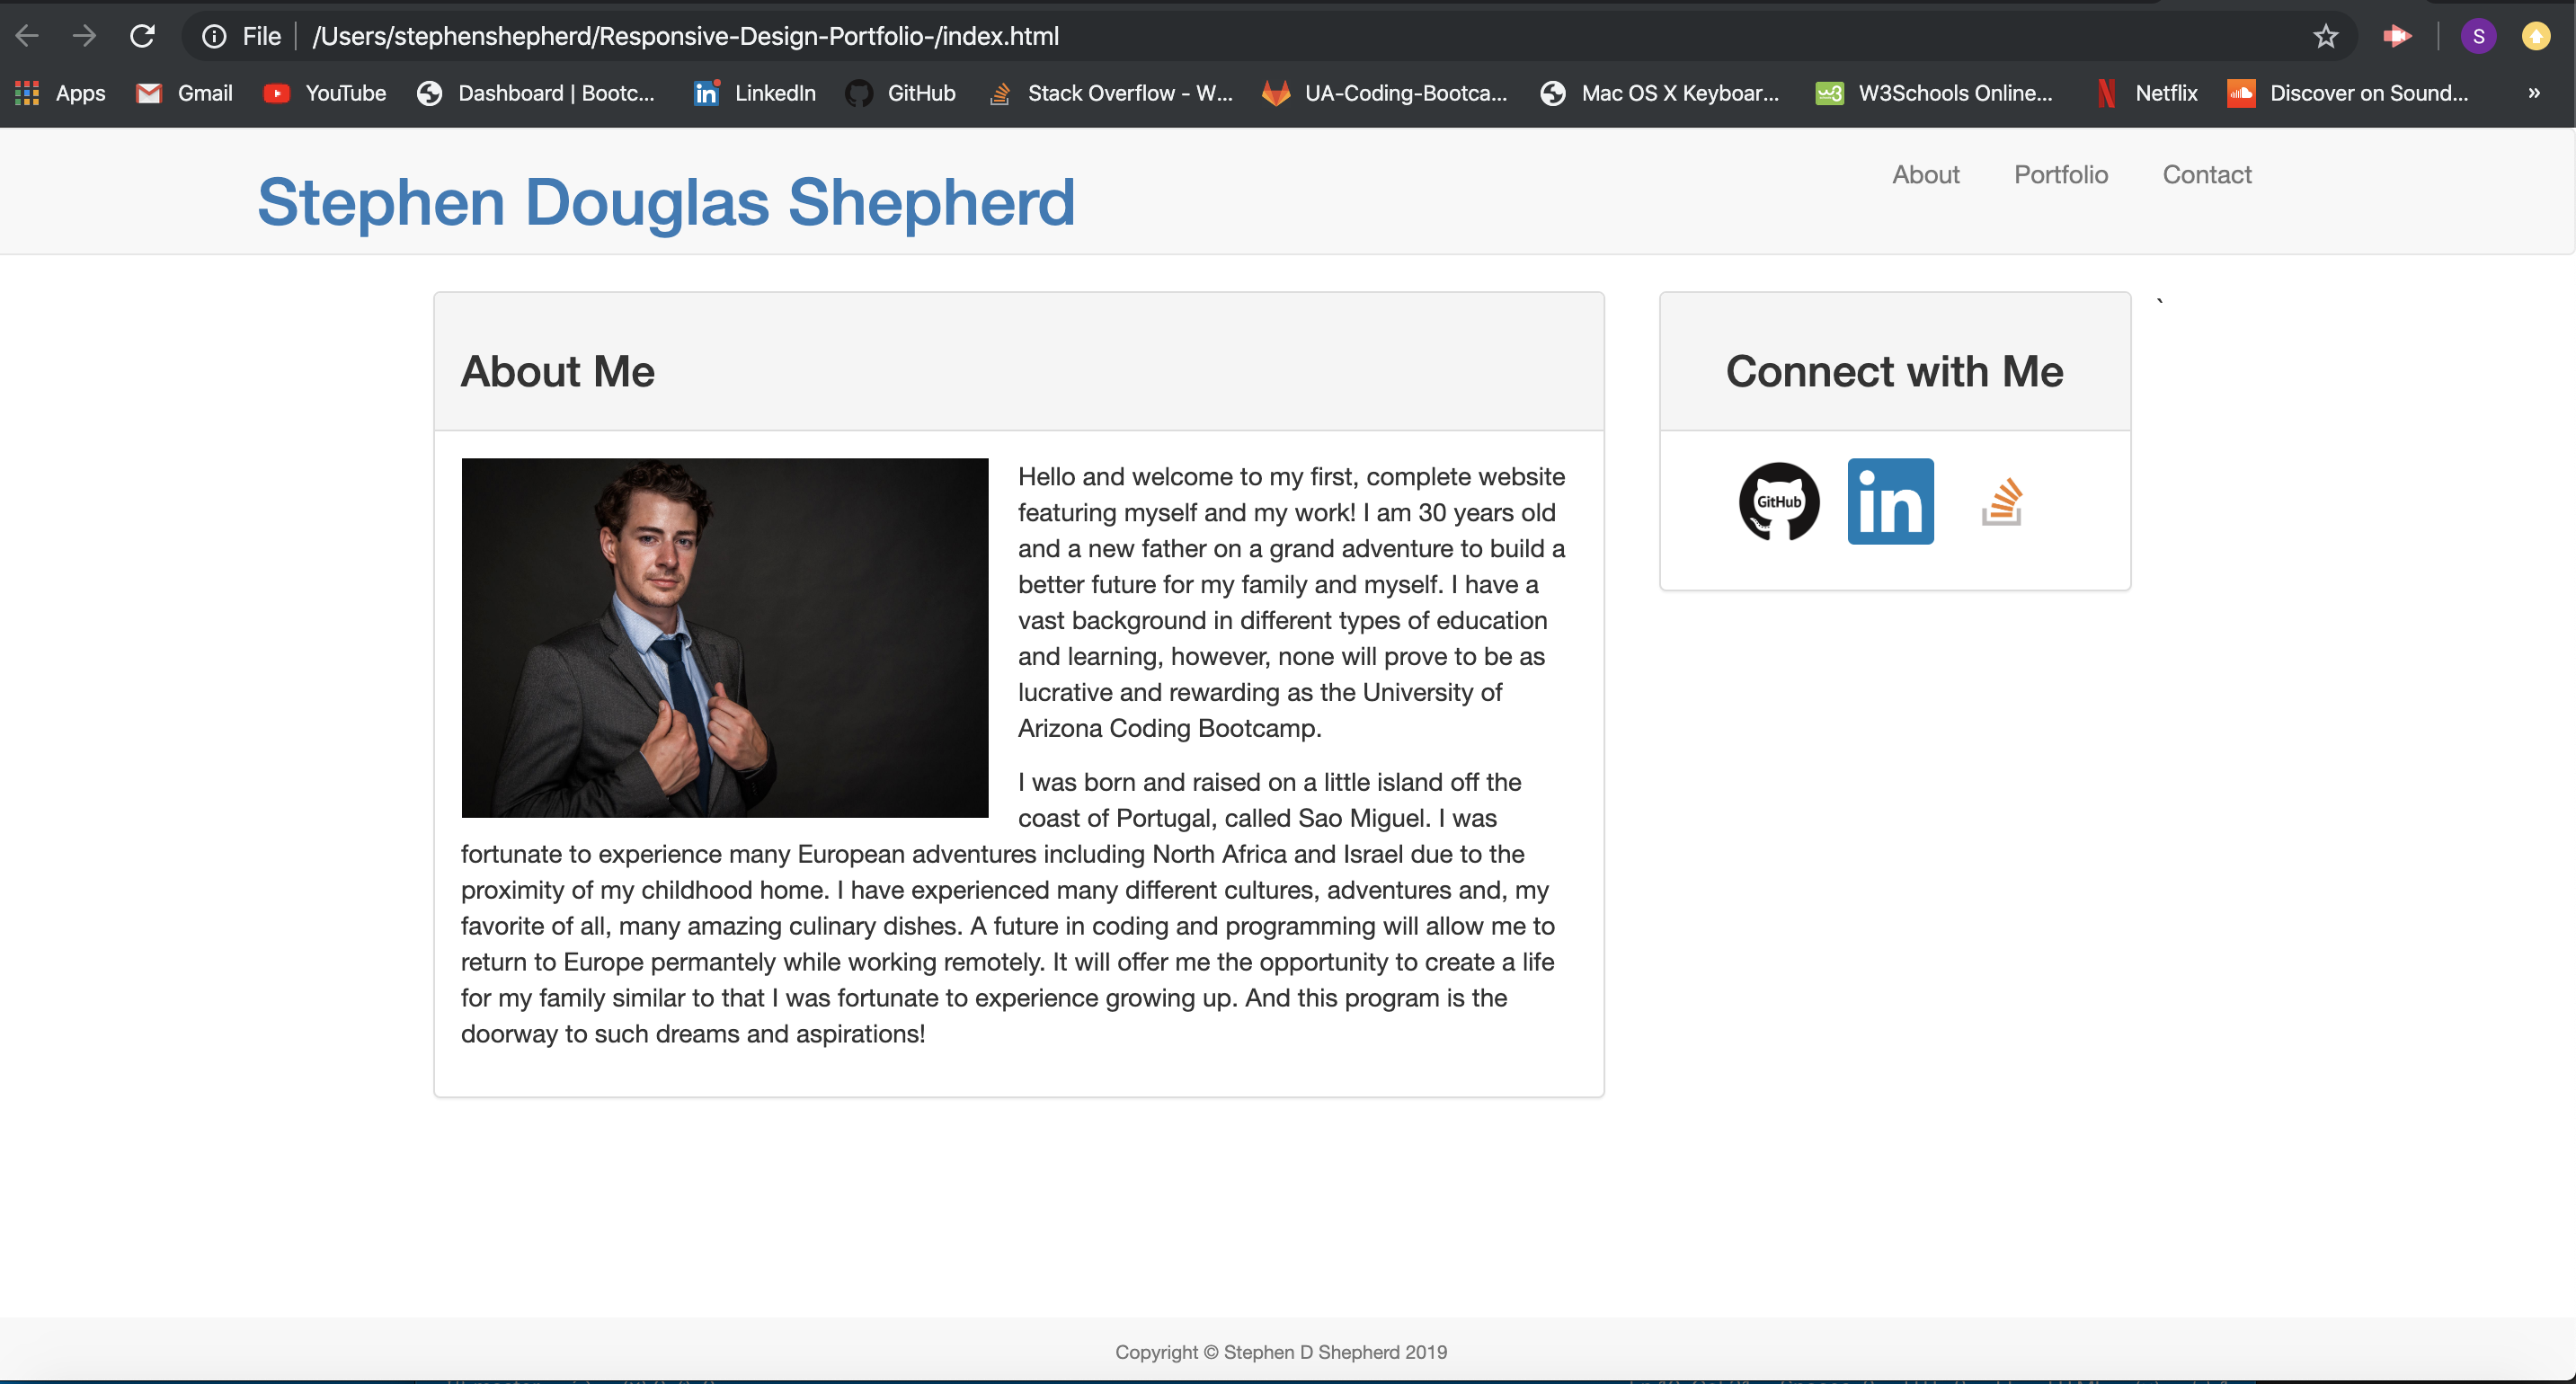 File /Users/stephenshepherd/Responsive-Design-Portfolio-/index.html S
Apps Gmail YouTube Dashboard | Bootc... LinkedIn GitHub Stack Overflow - W... UA-Coding-Bootca... Mac OS X Keyboar... W3Schools Online... Netflix Discover on Sound... »
Stephen Douglas Shepherd
About Portfolio Contact
About Me
Hello and welcome to my first, complete website
featuring myself and my work! I am 30 years old
and a new father on a grand adventure to build a
better future for my family and myself. I have a
vast background in different types of education
and learning, however, none will prove to be as
lucrative and rewarding as the University of
Arizona Coding Bootcamp.
I was born and raised on a little island off the
coast of Portugal, called Sao Miguel. I was
fortunate to experience many European adventures including North Africa and Israel due to the
proximity of my childhood home. I have experienced many different cultures, adventures and, my
favorite of all, many amazing culinary dishes. A future in coding and programming will allow me to
return to Europe permantely while working remotely. It will offer me the opportunity to create a life
for my family similar to that I was fortunate to experience growing up. And this program is the
doorway to such dreams and aspirations!
Connect with Me
`
GitHub
in
Copyright © Stephen D Shepherd 2019